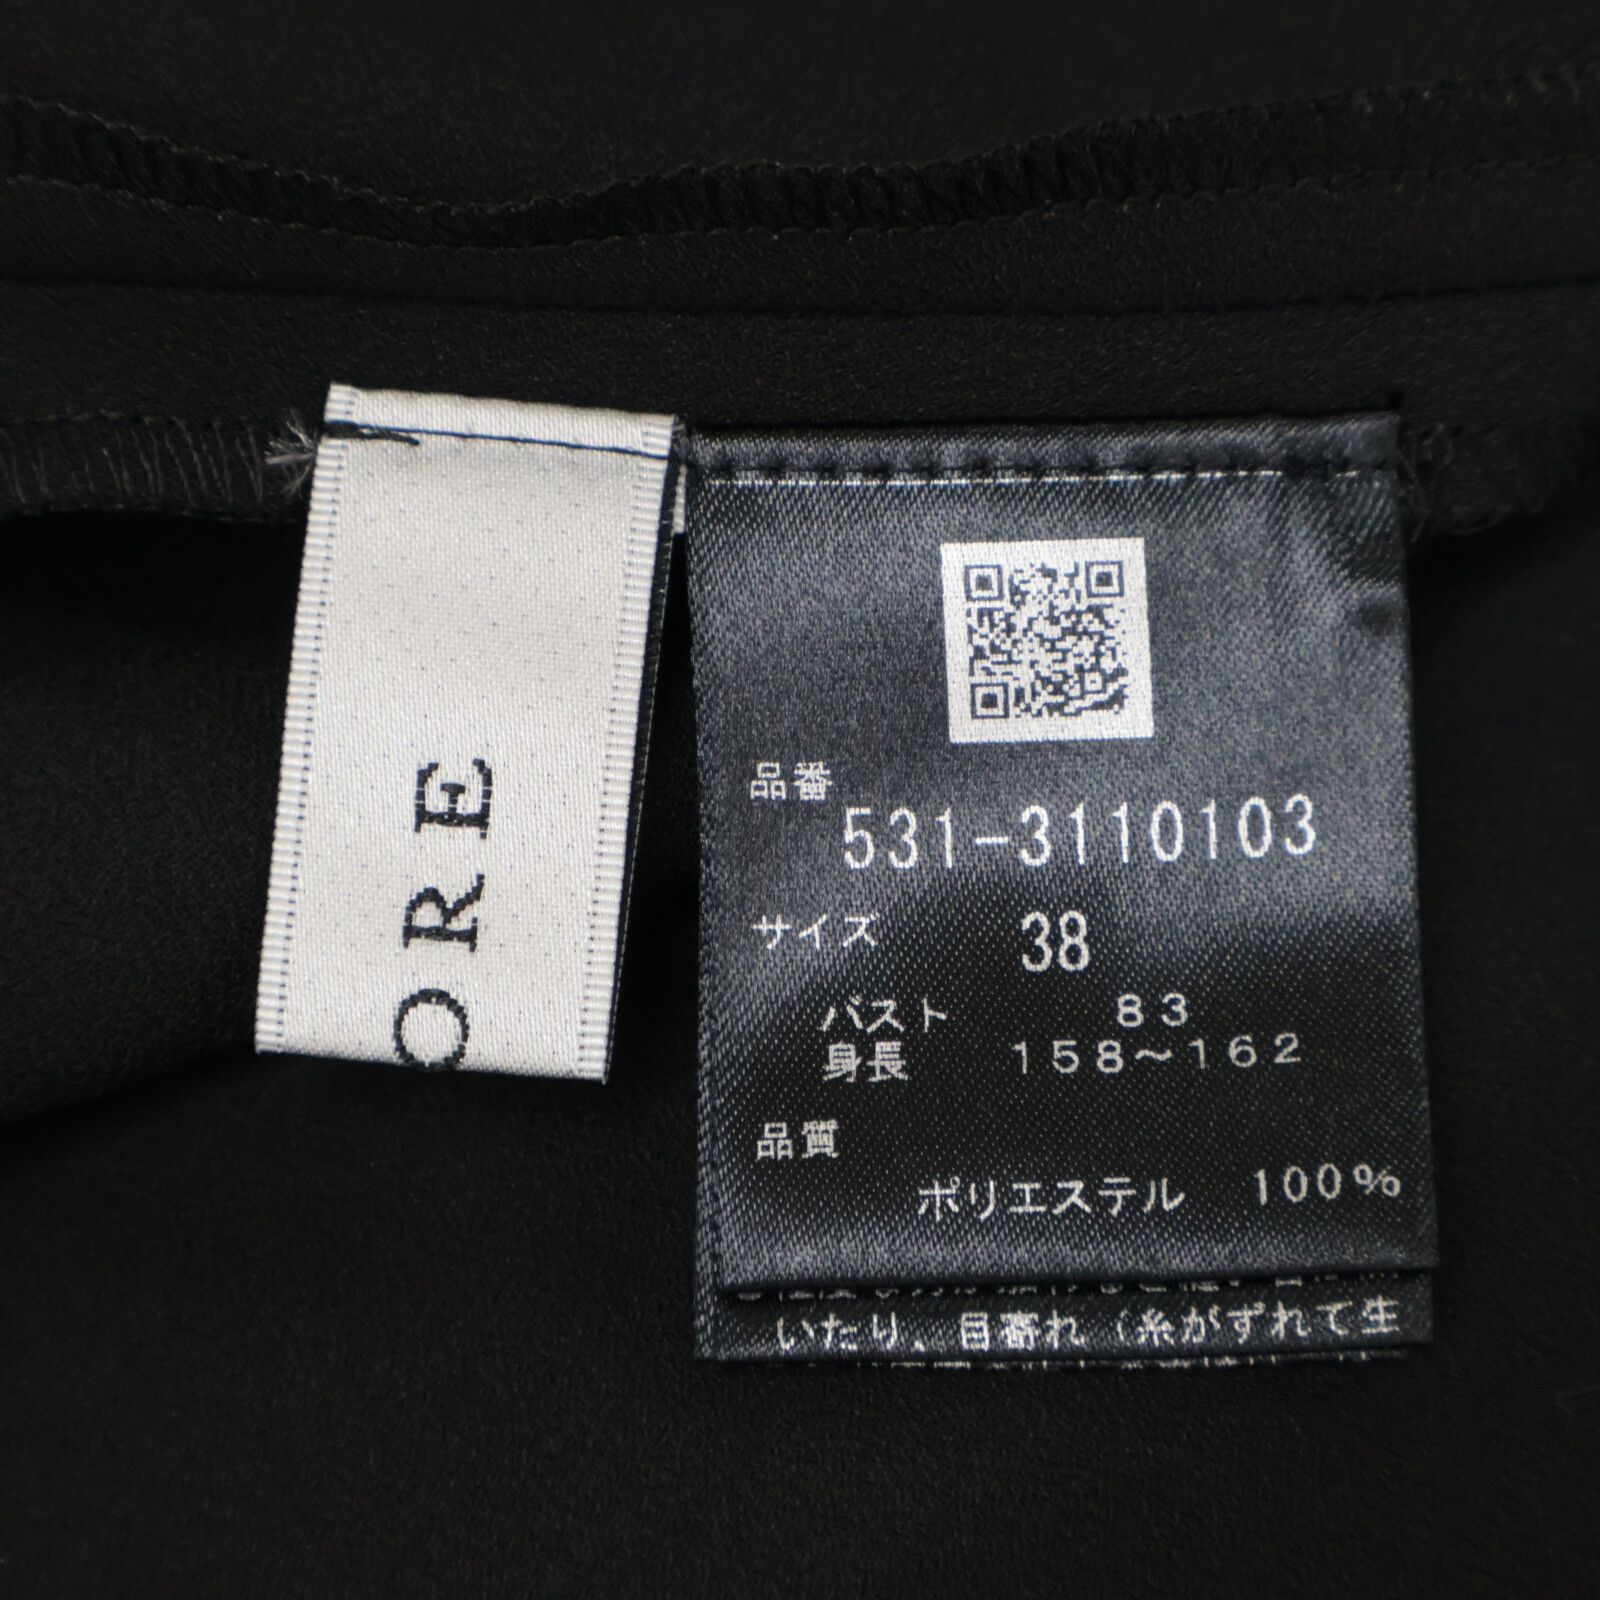 ORE
品番
531-3110103
サイズ 38
バスト 83
身長 158~162
品質
ポリエステル 100%
いたり、目寄れ(糸がずれて生